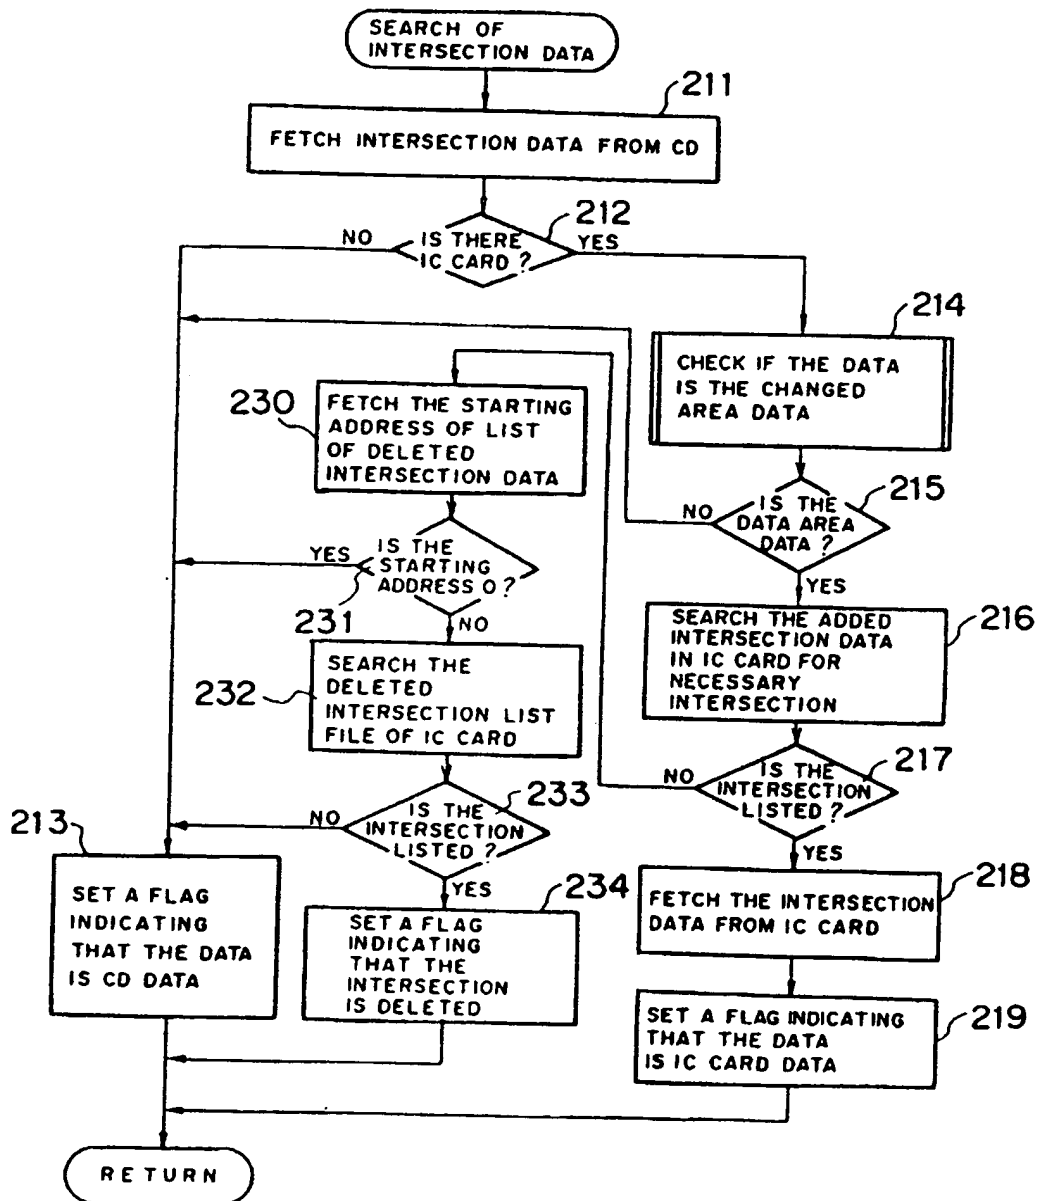 SEARCH OF
INTERSECTION DATA
211
FETCH INTERSECTION DATA FROM CD
212
NO
IS THERE
IC CARD ?
YES
214
CHECK IF THE DATA
IS THE CHANGED
AREA DATA
230
FETCH THE STARTING
ADDRESS OF LIST
OF DELETED
INTERSECTION DATA
215
NO
IS THE
DATA AREA
DATA ?
YES
YES
IS THE
STARTING
ADDRESS O ?
231
NO
216
SEARCH THE ADDED
INTERSECTION DATA
IN IC CARD FOR
NECESSARY
INTERSECTION
232
SEARCH THE
DELETED
INTERSECTION LIST
FILE OF IC CARD
217
NO
IS THE
INTERSECTION
LISTED ?
YES
233
NO
IS THE
INTERSECTION
LISTED ?
YES
213
SET A FLAG
INDICATING
THAT THE DATA
IS CD DATA
234
SET A FLAG
INDICATING
THAT THE
INTERSECTION
IS DELETED
218
FETCH THE INTERSECTION
DATA FROM IC CARD
219
SET A FLAG INDICATING
THAT THE DATA
IS IC CARD DATA
RETURN